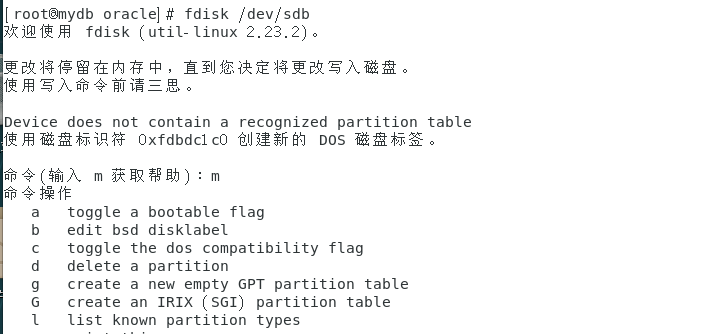 [root@mydb oracle]# fdisk /dev/sdb
欢迎使用 fdisk (util-linux 2.23.2)。
更改将停留在内存中，直到您决定将更改写入磁盘。
使用写入命令前请三思。
Device does not contain a recognized partition table
使用磁盘标识符 0xfdbdc1c0 创建新的 DOS 磁盘标签。
命令(输入 m 获取帮助)：m
命令操作
a   toggle a bootable flag
b   edit bsd disklabel
c   toggle the dos compatibility flag
d   delete a partition
g   create a new empty GPT partition table
G   create an IRIX (SGI) partition table
l   list known partition types